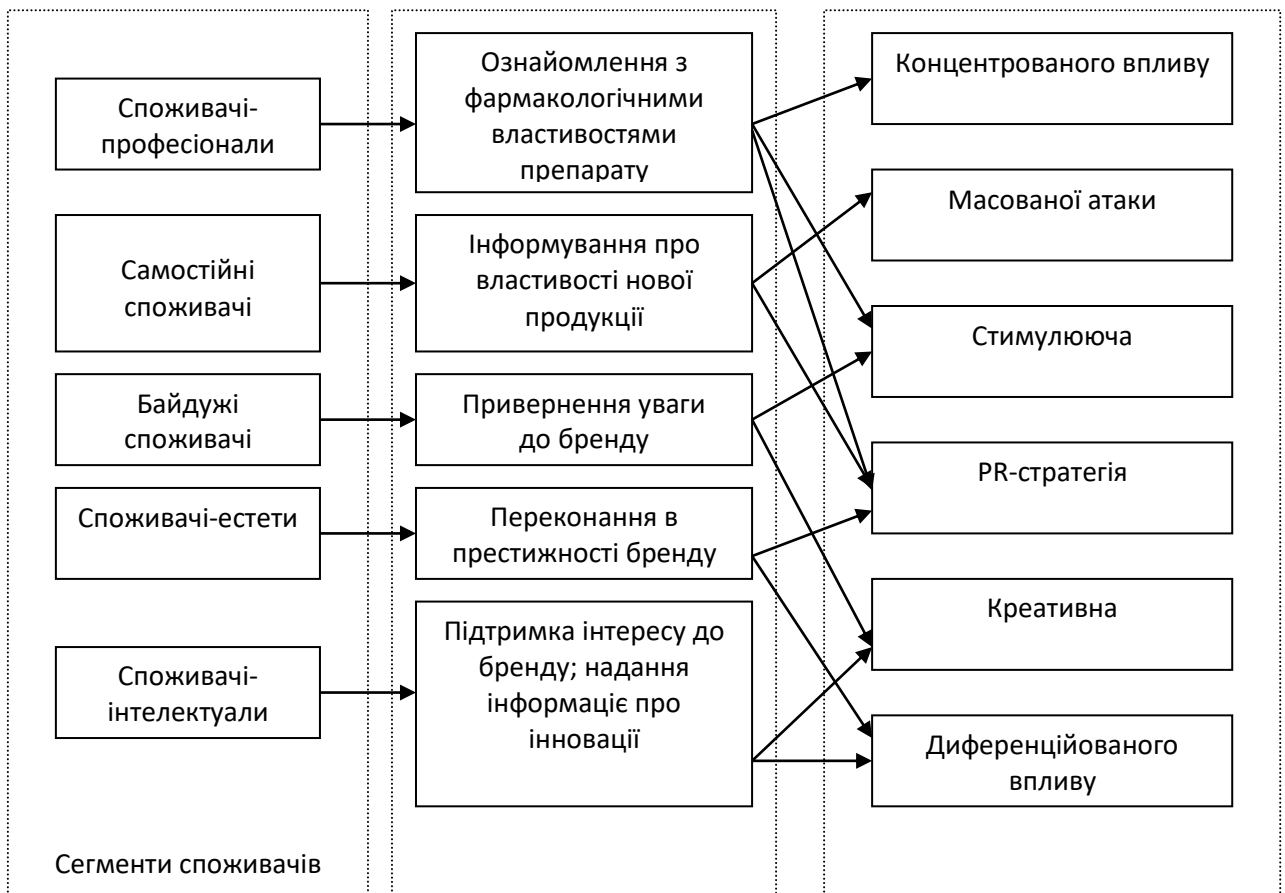 Споживачі-
професіонали
Самостійні
споживачі
Байдужі
споживачі
Споживачі-естети
Споживачі-
інтелектуали
Сегменти споживачів
Ознайомлення з
фармакологічними
властивостями
препарату
Інформування про
властивості нової
продукції
Привернення уваги
до бренду
Переконання в
престижності бренду
Підтримка інтересу до
бренду; надання
інформаціє про
інновації
Концентрованого впливу
Масованої атаки
Стимулююча
PR-стратегія
Креативна
Диференційованого
впливу